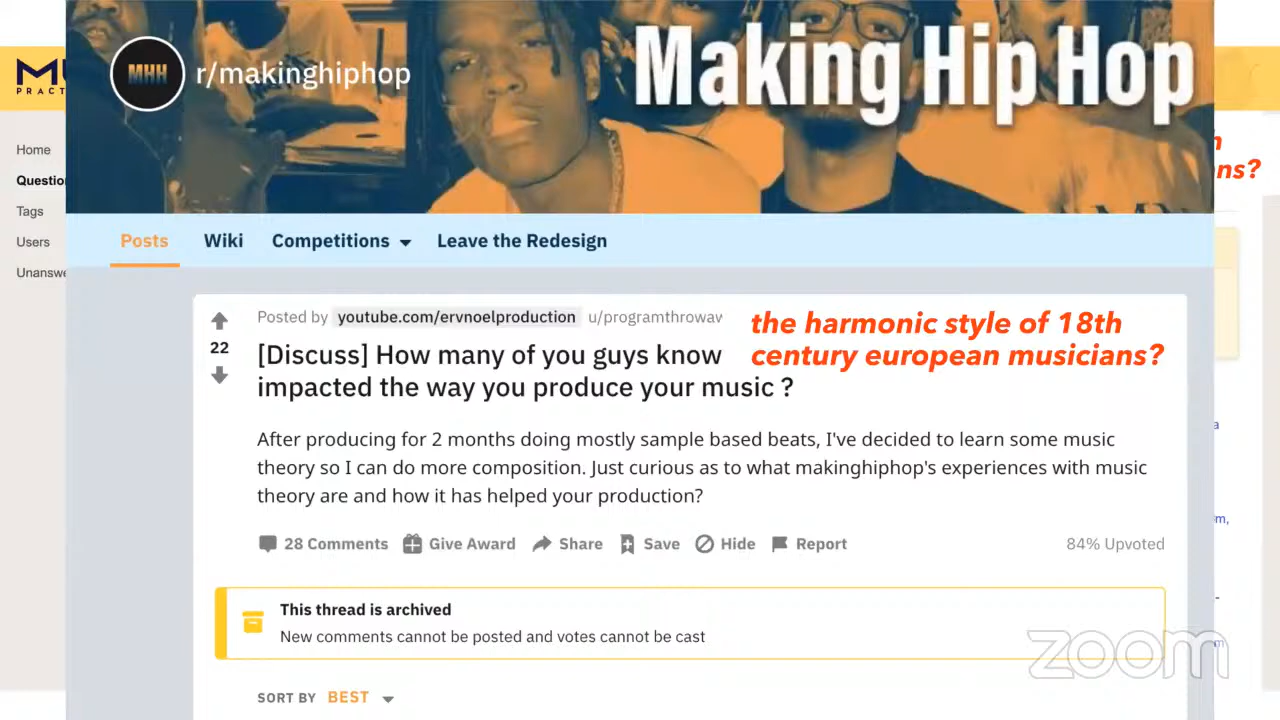 MHH
r/makinghiphop
Making Hip Hop
Home
Tags
Users
ns?
Posts
Wiki
Competitions
Leave the Redesign
Posted by youtube.com/ervnoelproduction
22
[Discuss] How many of you guys know
the harmonic style of 18th
century european musicians?
impacted the way you produce your music ?
After producing for 2 months doing mostly sample based beats, I've decided to learn some music
theory so I can do more composition. Just curious as to what makinghiphop's experiences with music
theory are and how it has helped your production?
28 Comments
Give Award
Share
Save
Hide
Report
84% Upvoted
This thread is archived
New comments cannot be posted and votes cannot be cast
SORT BY BEST
zoom